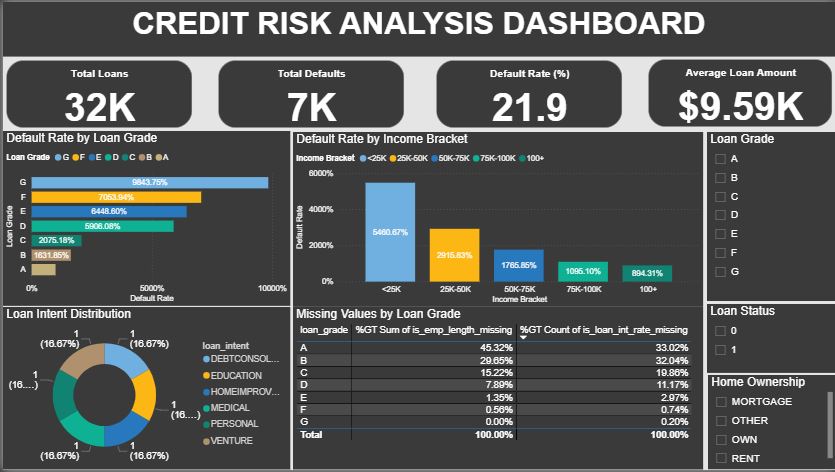 CREDIT RISK ANALYSIS DASHBOARD
Total Loans
32K
Total Defaults
7K
Default Rate (%)
21.9
Average Loan Amount
$9.59K
Default Rate by Loan Grade
Loan Grade G F E D C B A
Loan Grade
G 9843.75%
F 7053.94%
E 6448.60%
D 5906.08%
C 2075.18%
B 1631.85%
A
0% 5000% 10000%
Default Rate
Default Rate by Income Bracket
Income Bracket <25K 25K-50K 50K-75K 75K-100K 100+
Default Rate
6000%
4000%
2000%
0%
5460.67% 2915.63% 1765.85% 1095.10% 894.31%
<25K 25K-50K 50K-75K 75K-100K 100+
Income Bracket
Loan Grade
A
B
C
D
E
F
G
Loan Intent Distribution
1
(16.67%)
1
(16.67%)
1
(16....)
1
(16....)
1
(16.67%)
1
(16.67%)
loan_intent
DEBTCONSOL...
EDUCATION
HOMEIMPROV...
MEDICAL
PERSONAL
VENTURE
Missing Values by Loan Grade
loan_grade %GT Sum of is_emp_length_missing %GT Count of is_loan_int_rate_missing
A 45.32% 33.02%
B 29.65% 32.04%
C 15.22% 19.86%
D 7.89% 11.17%
E 1.35% 2.97%
F 0.56% 0.74%
G 0.00% 0.20%
Total 100.00% 100.00%
Loan Status
0
1
Home Ownership
MORTGAGE
OTHER
OWN
RENT